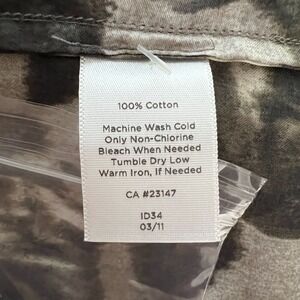 100% Cotton
Machine Wash Cold
Only Non-Chlorine
Bleach When Needed
Tumble Dry Low
Warm Iron, If Needed
CA #23147
ID34
03/11